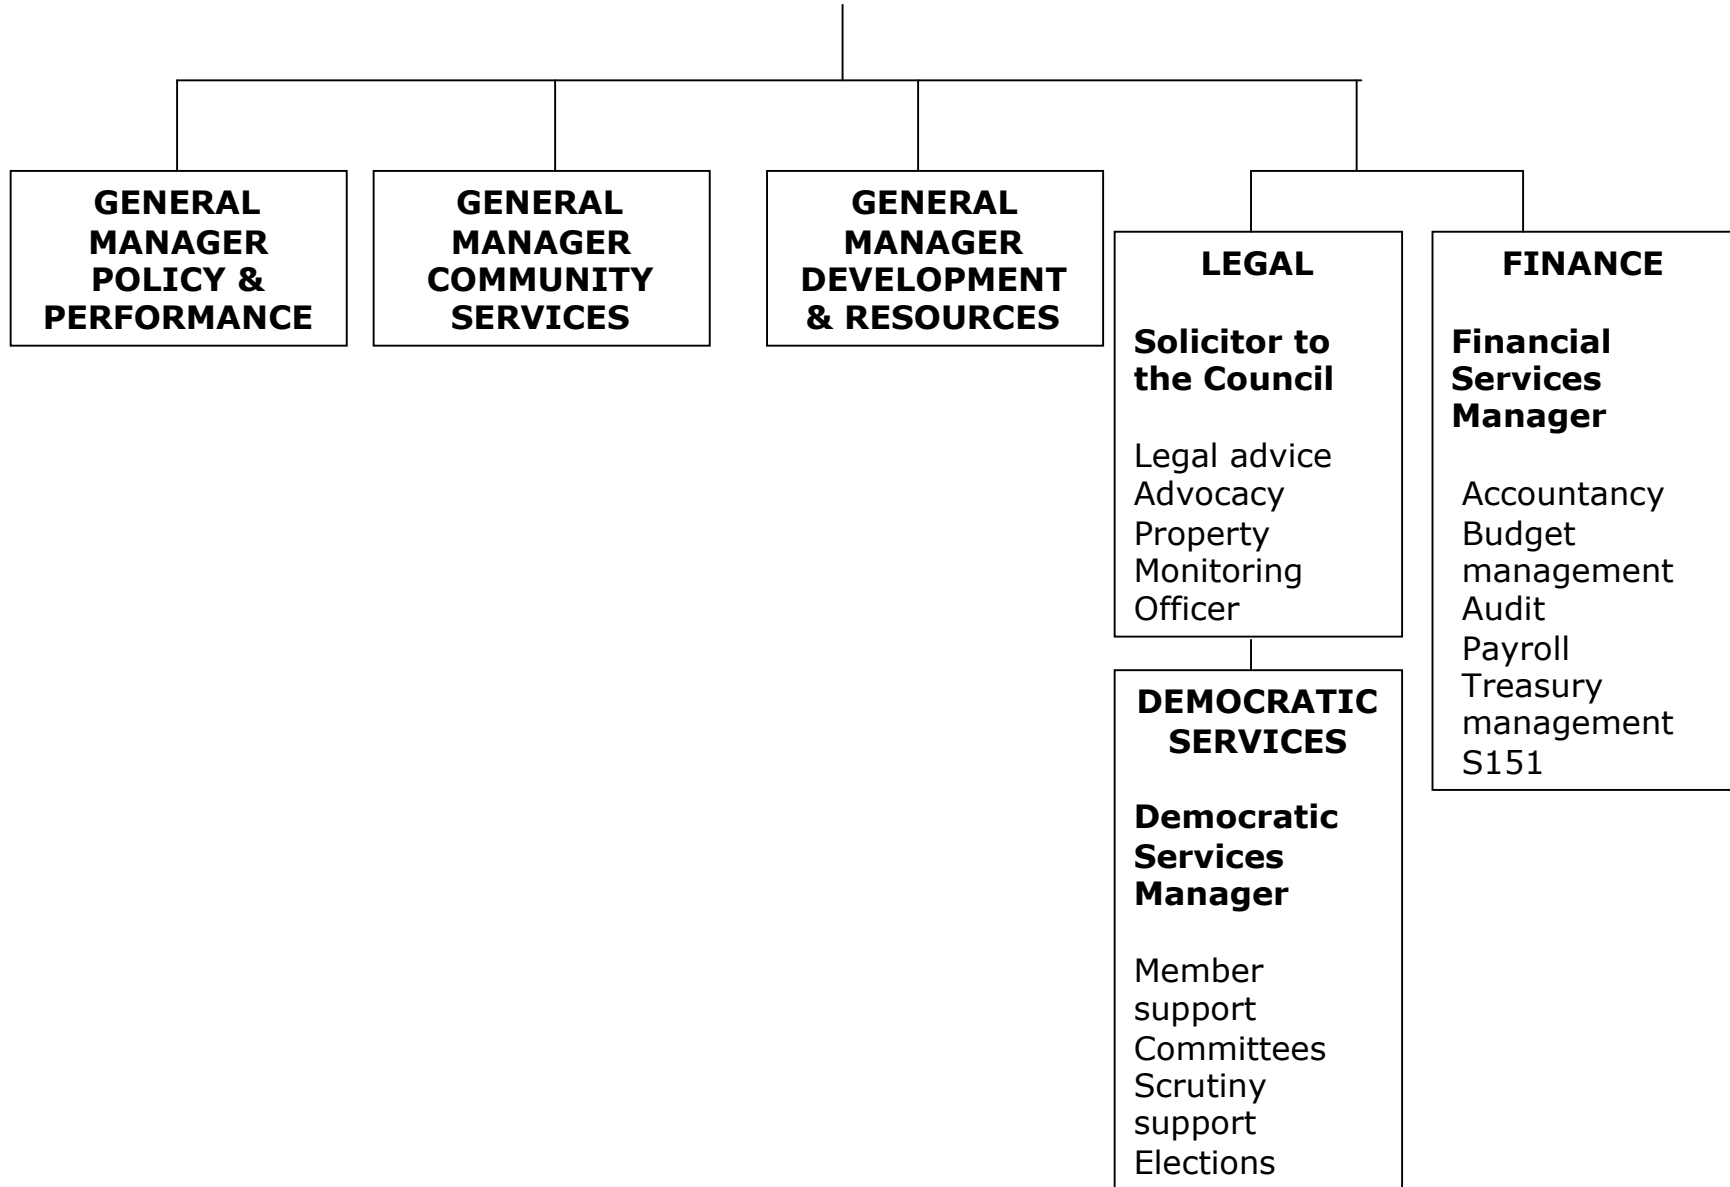 GENERAL
MANAGER
POLICY &
PERFORMANCE
GENERAL
MANAGER
COMMUNITY
SERVICES
GENERAL
MANAGER
DEVELOPMENT
& RESOURCES
LEGAL
Solicitor to
the Council
Legal advice
Advocacy
Property
Monitoring
Officer
DEMOCRATIC
SERVICES
Democratic
Services
Manager
Member
support
Committees
Scrutiny
support
Elections
FINANCE
Financial
Services
Manager
Accountancy
Budget
management
Audit
Payroll
Treasury
management
S151